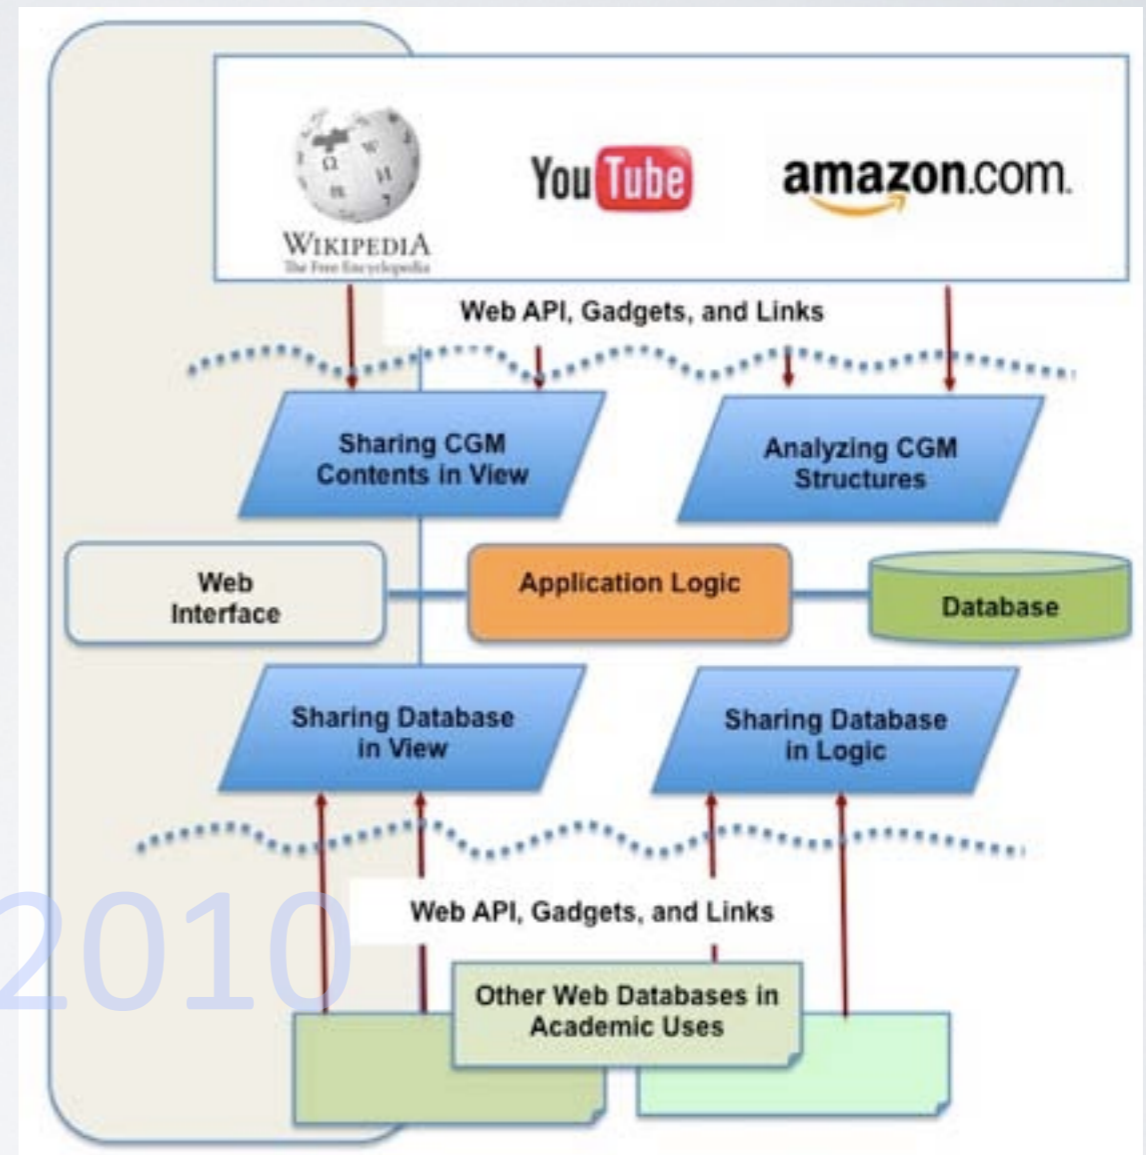 WIKIPEDIA
The Free Encyclopedia
YouTube
amazon.com.
Web API, Gadgets, and Links
Sharing CGM
Contents in View
Analyzing CGM
Structures
Web
Interface
Application Logic
Database
Sharing Database
in View
Sharing Database
in Logic
2010
Web API, Gadgets, and Links
Other Web Databases in
Academic Uses